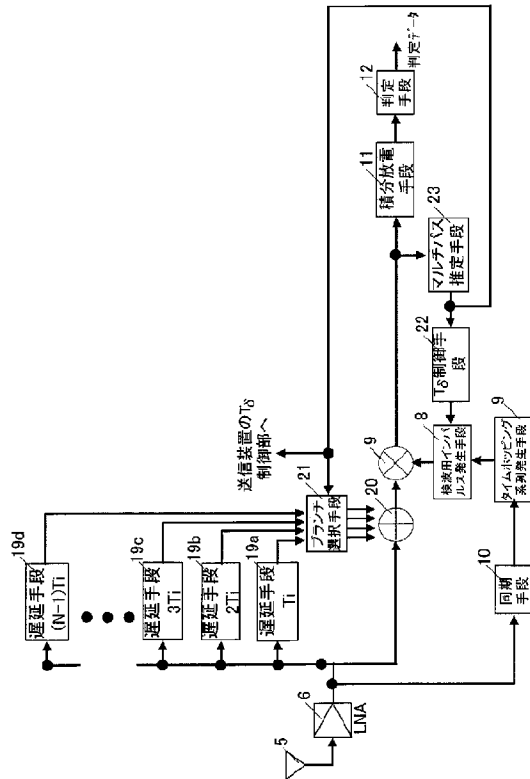 5
6
LNA
19d
遅延手段
(N-1)Ti
19c
遅延手段
3Ti
19b
遅延手段
2Ti
19a
遅延手段
Ti
送信装置のTδ
制御部へ
21
ブランチ
選択手段
20
9
11
積分放電
手段
12
判定
手段
判定データ
23
マルチパス
推定手段
22
Tδ制御手
段
8
検波用インパ
ルス発生手段
9
タイムホッピング
系列発生手段
10
同期
手段